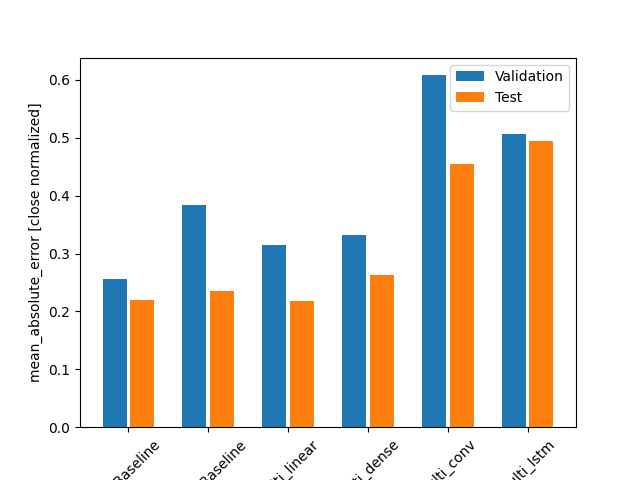 Validation
Test
mean_absolute_error [close normalized]
0.6
0.5
0.4
0.3
0.2
0.1
0.0
Baseline
Baseline
ti_linear
ti_dense
ulti_conv
ulti_lstm